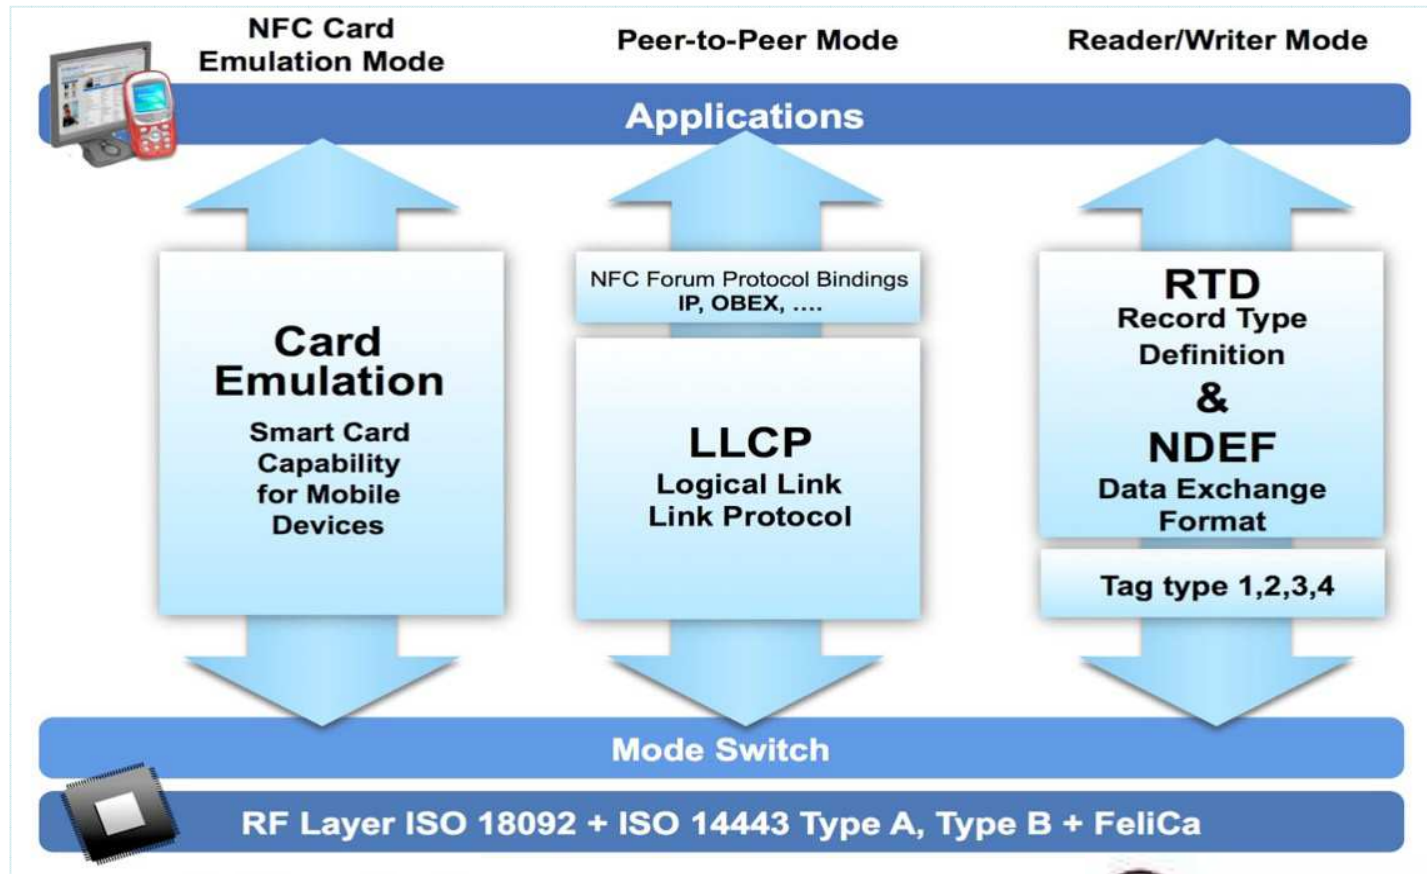 NFC Card
Emulation Mode
Peer-to-Peer Mode
Reader/Writer Mode
Applications
Card
Emulation
Smart Card
Capability
for Mobile
Devices
NFC Forum Protocol Bindings
IP, OBEX, ....
LLCP
Logical Link
Link Protocol
RTD
Record Type
Definition
&
NDEF
Data Exchange
Format
Tag type 1,2,3,4
Mode Switch
RF Layer ISO 18092 + ISO 14443 Type A, Type B + FeliCa